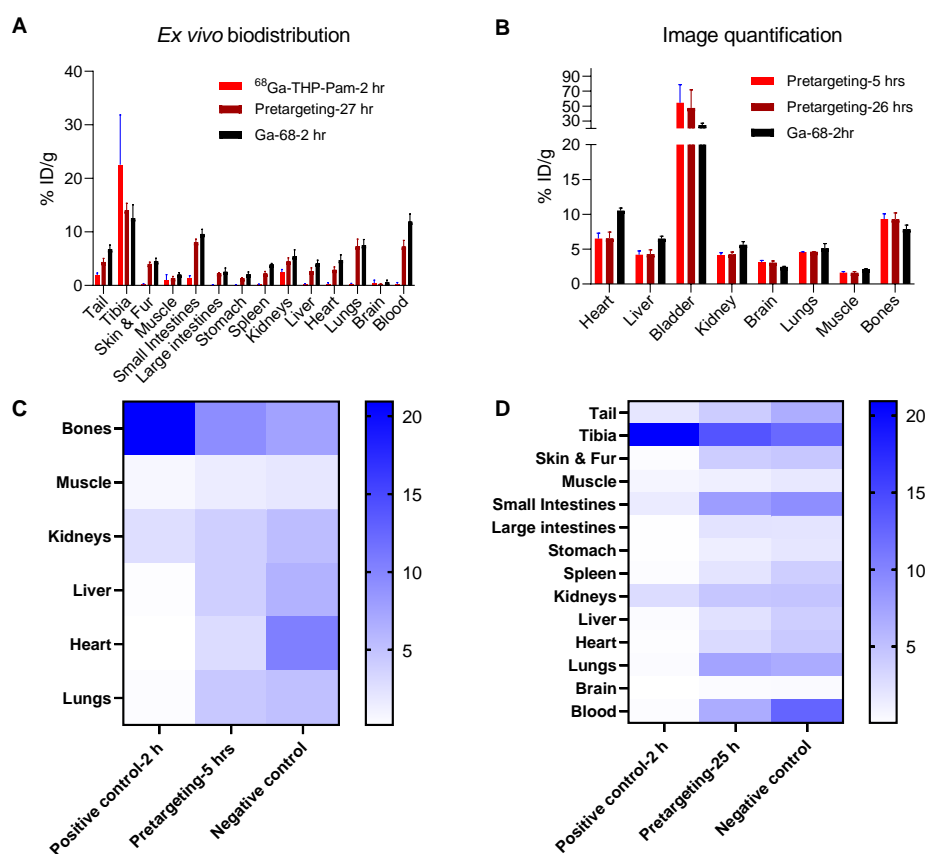 A
Ex vivo biodistribution
% ID/g
40
30
20
10
0
68Ga-THP-Pam-2 hr
Pretargeting-27 hr
Ga-68-2 hr
Tail
Tibia
Skin & Fur
Muscle
Small Intestines
Large intestines
Stomach
Spleen
Kidneys
Liver
Heart
Lungs
Brain
Blood
B
Image quantification
% ID/g
90
70
50
30
20
15
10
5
0
Pretargeting-5 hrs
Pretargeting-26 hrs
Ga-68-2hr
Heart
Liver
Bladder
Kidney
Brain
Lungs
Muscle
Bones
C
Bones
Muscle
Kidneys
Liver
Heart
Lungs
Positive control-2 h
Pretargeting-5 hrs
Negative control
20
15
10
5
D
Tail
Tibia
Skin & Fur
Muscle
Small Intestines
Large intestines
Stomach
Spleen
Kidneys
Liver
Heart
Lungs
Brain
Blood
Positive control-2 h
Pretargeting-25 h
Negative control
20
15
10
5
0